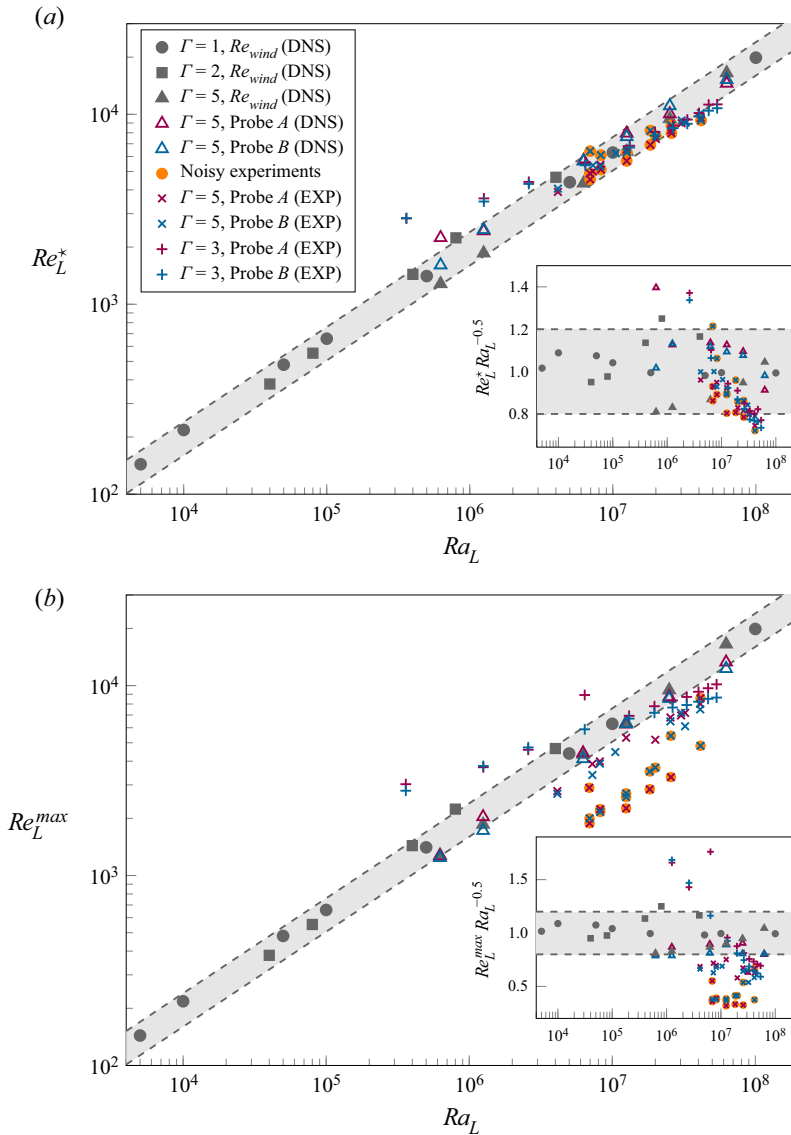 (a)
Γ = 1, Re_wind (DNS)
Γ = 2, Re_wind (DNS)
Γ = 5, Re_wind (DNS)
Γ = 5, Probe A (DNS)
Γ = 5, Probe B (DNS)
Noisy experiments
Γ = 5, Probe A (EXP)
Γ = 5, Probe B (EXP)
Γ = 3, Probe A (EXP)
Γ = 3, Probe B (EXP)
10^4
10^3
10^2
Re_L^⋆
10^4 10^5 10^6 10^7 10^8
Ra_L
1.4
1.2
1.0
0.8
Re_L^⋆ Ra_L^−0.5
10^4 10^5 10^6 10^7 10^8
(b)
10^4
10^3
10^2
Re_L^max
10^4 10^5 10^6 10^7 10^8
Ra_L
1.5
1.0
0.5
Re_L^max Ra_L^−0.5
10^4 10^5 10^6 10^7 10^8